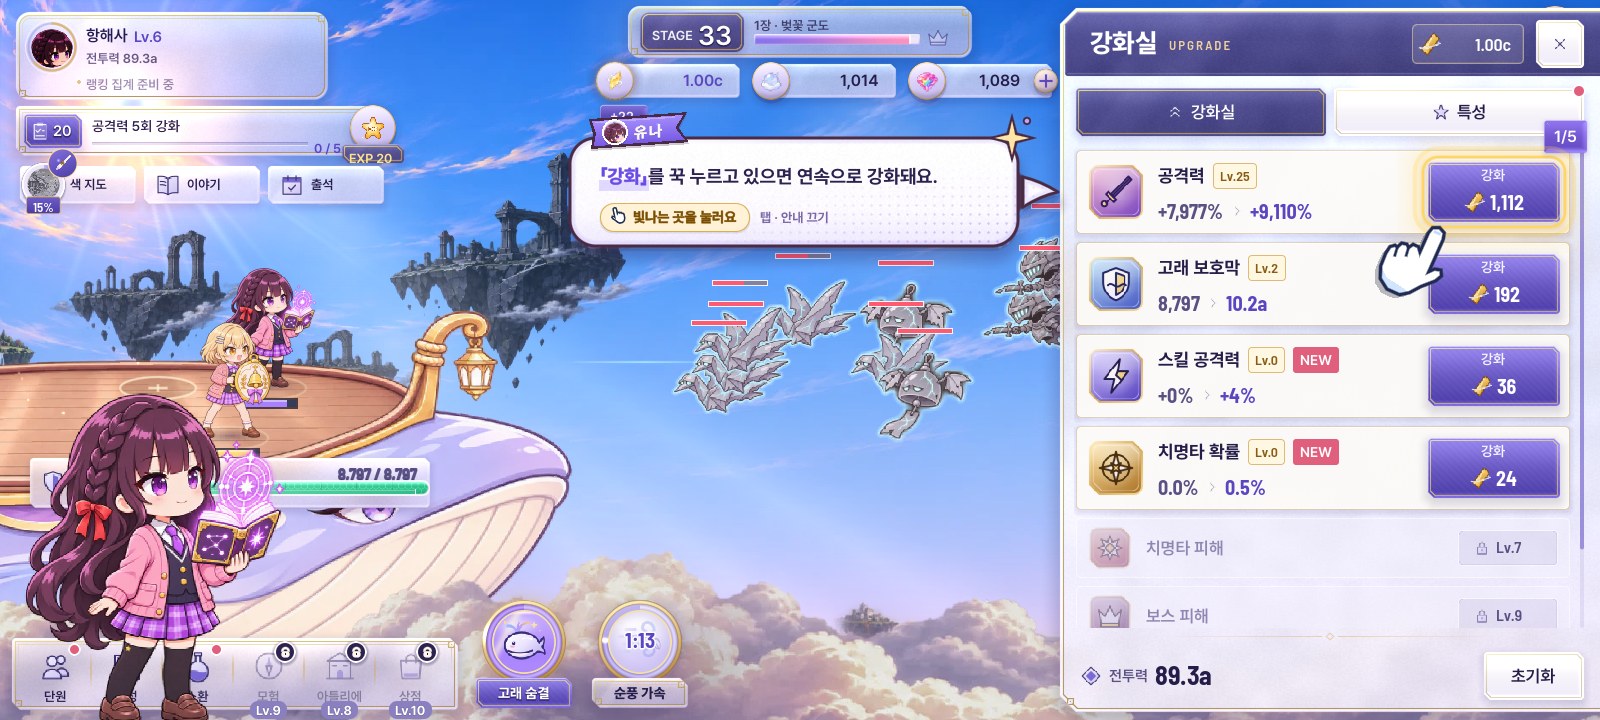 항해사 Lv.6
전투력 89.3a
랭킹 집계 준비 중
20 공격력 5회 강화
0 / 5
EXP 20
색 지도
15%
이야기
출석
STAGE 33
1장 · 벚꽃 군도
1.00c
1,014
1,089
유나
「강화」를 꾹 누르고 있으면 연속으로 강화돼요.
빛나는 곳을 눌러요
탭 · 안내 끄기
8,797 / 8,797
단원
모험
Lv.9
아틀리에
Lv.8
상점
Lv.10
고래 숨결
1:13
순풍 가속
강화실 UPGRADE
1.00c
강화실
특성
1/5
공격력 Lv.25
+7,977% +9,110%
강화
1,112
고래 보호막 Lv.2
8,797 10.2a
강화
192
스킬 공격력 Lv.0 NEW
+0% +4%
강화
36
치명타 확률 Lv.0 NEW
0.0% 0.5%
강화
24
치명타 피해 Lv.7
보스 피해 Lv.9
전투력 89.3a
초기화